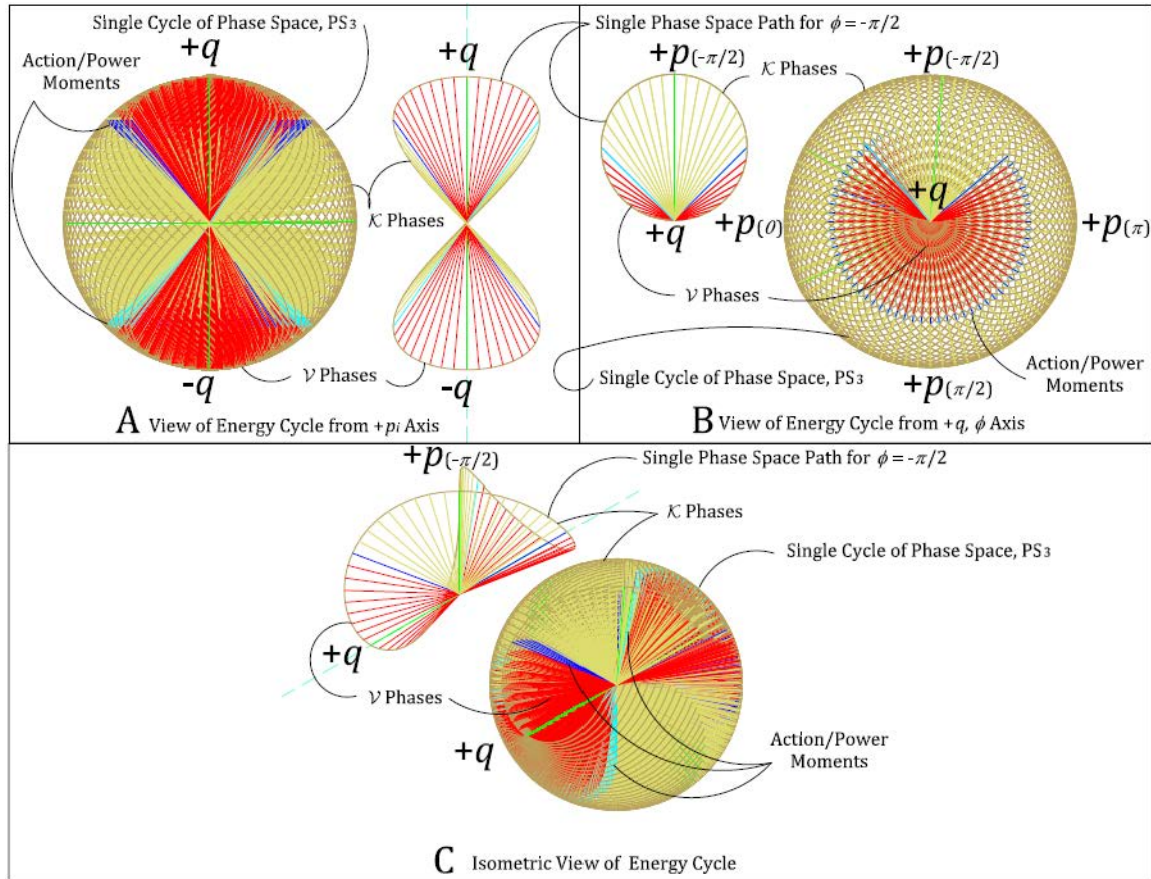 Single Cycle of Phase Space, PS3
+q
Action/Power
Moments
+q
K Phases
-q
-q
V Phases
A View of Energy Cycle from +pi Axis
Single Phase Space Path for ϕ = -π/2
+p(-π/2)
K Phases
+p(-π/2)
+q
+p(0)
+q
+p(π)
V Phases
Single Cycle of Phase Space, PS3
+p(π/2)
Action/Power
Moments
B View of Energy Cycle from +q, ϕ Axis
+p(-π/2)
Single Phase Space Path for ϕ = -π/2
K Phases
Single Cycle of Phase Space, PS3
+q
V Phases
+q
Action/Power
Moments
C Isometric View of Energy Cycle